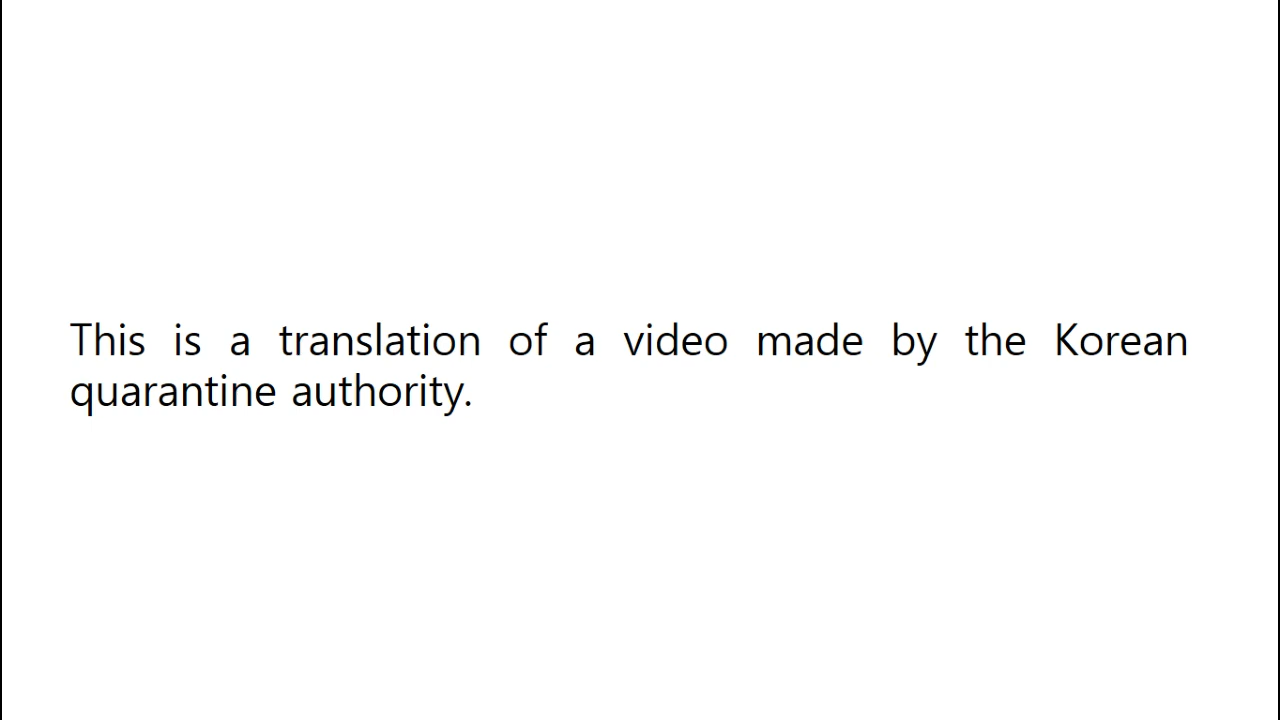 This is a translation of a video made by the Korean
quarantine authority.